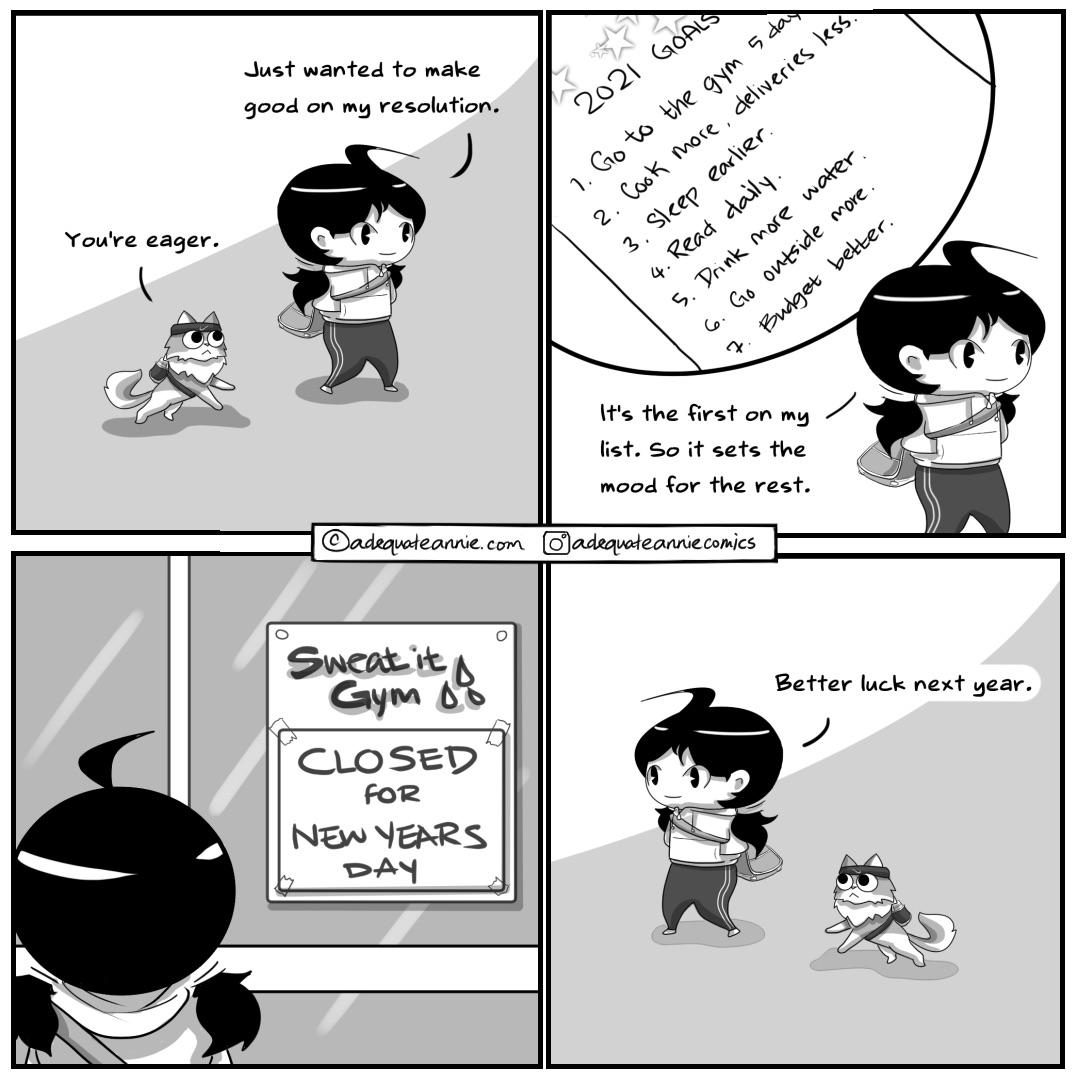 Just wanted to make
good on my resolution.
You're eager.
2021 GOALS
1. Go to the gym 5 day
2. Cook more, deliveries less.
3. Sleep earlier.
4. Read daily.
5. Drink more water.
6. Go outside more.
7. Budget better.
It's the first on my
list. So it sets the
mood for the rest.
©adequateannie.com adequateanniecomics
Sweat it
Gym
CLOSED
FOR
NEW YEARS
DAY
Better luck next year.